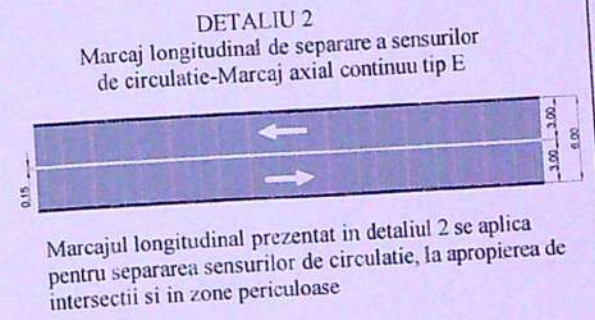 DETALIU 2
Marcaj longitudinal de separare a sensurilor
de circulatie-Marcaj axial continuu tip E
3.00
6.00
3.00
0.15
Marcajul longitudinal prezentat in detaliul 2 se aplica
pentru separarea sensurilor de circulatie, la apropierea de
intersectii si in zone periculoase